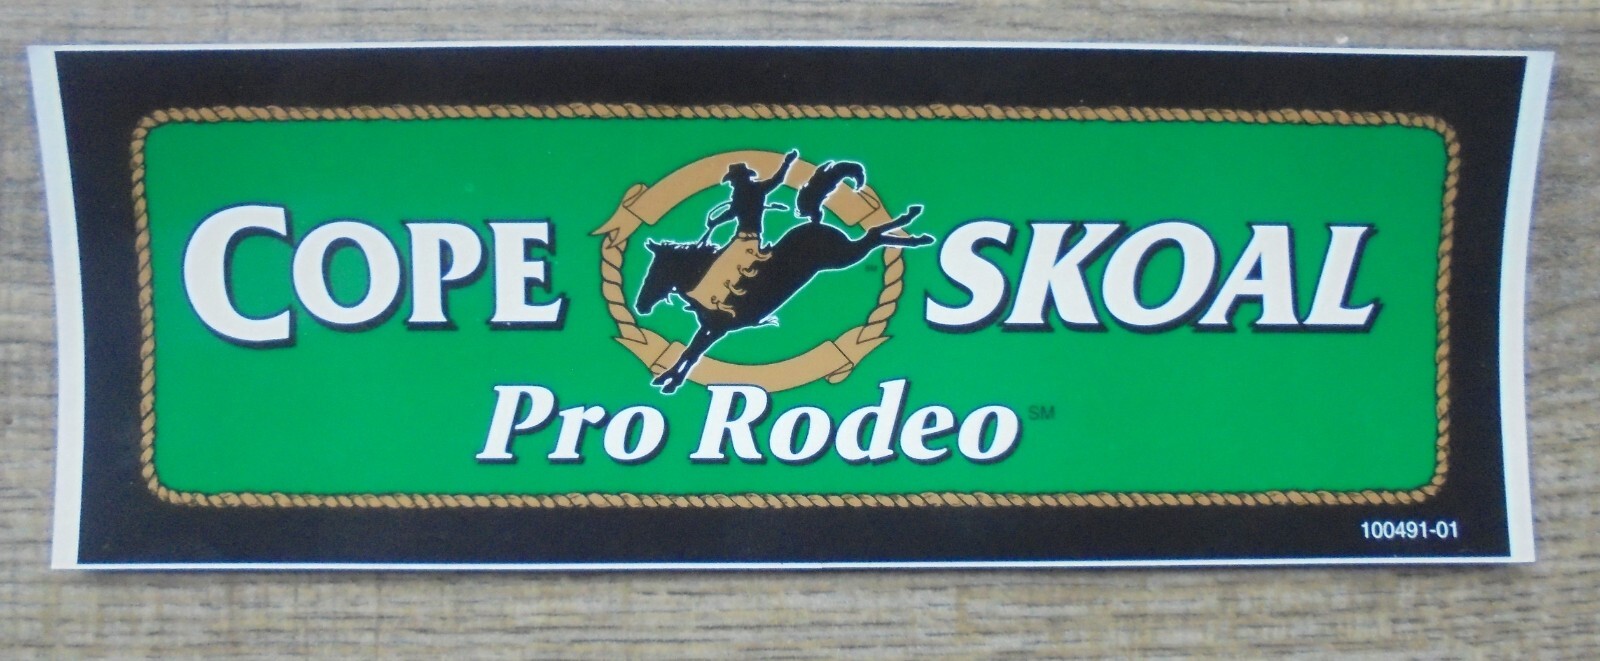 COPE SKOAL
Pro Rodeo SM
100491-01